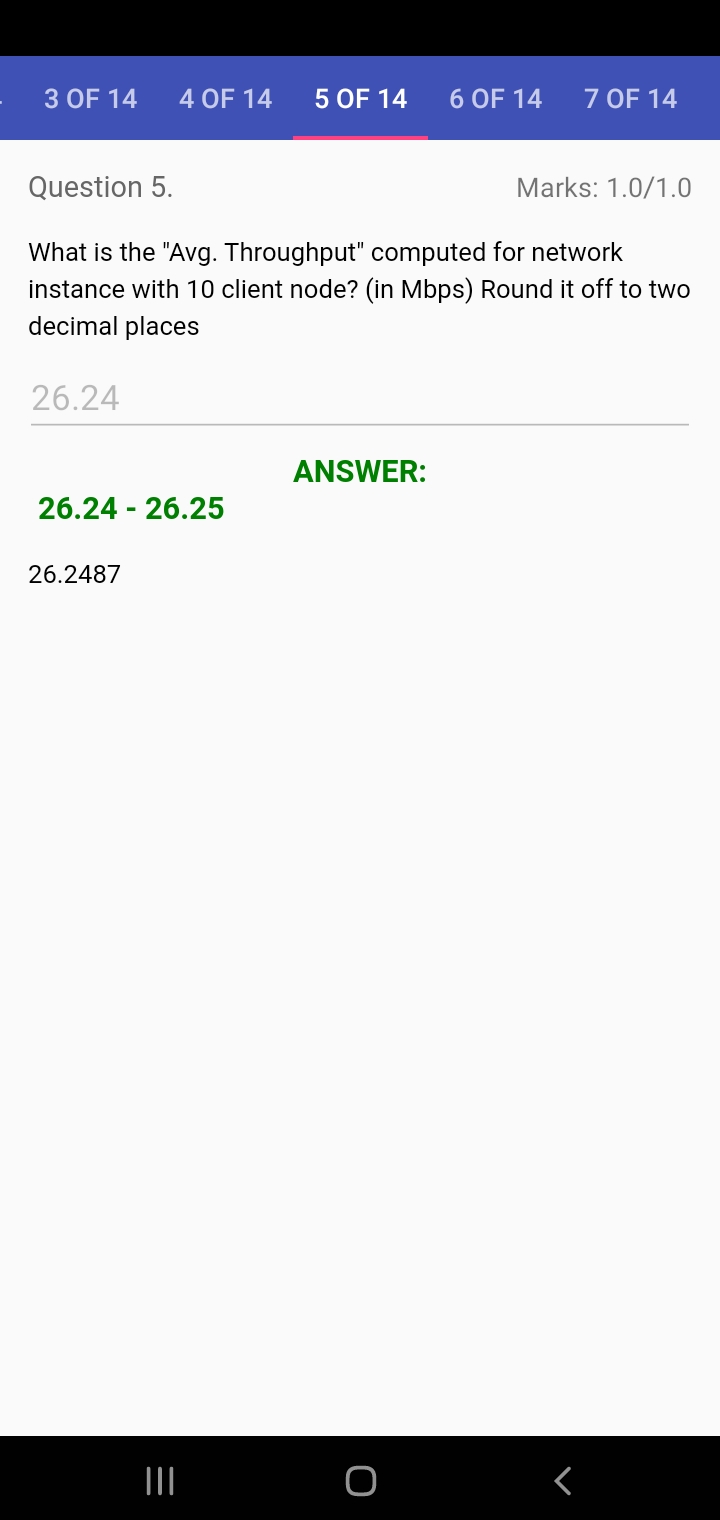 3 OF 14 4 OF 14 5 OF 14 6 OF 14 7 OF 14
Question 5. Marks: 1.0/1.0
What is the "Avg. Throughput" computed for network
instance with 10 client node? (in Mbps) Round it off to two
decimal places
26.24
ANSWER:
26.24 - 26.25
26.2487